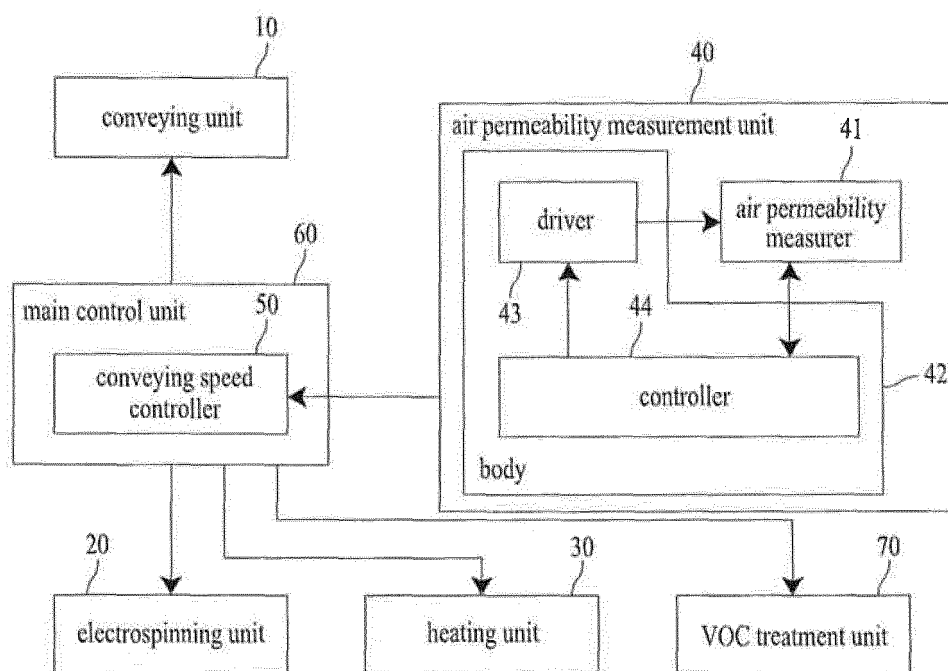 10
conveying unit
40
air permeability measurement unit
41
driver
air permeability
measurer
43
44
controller
42
body
60
main control unit
50
conveying speed
controller
20
electrospinning unit
30
heating unit
70
VOC treatment unit